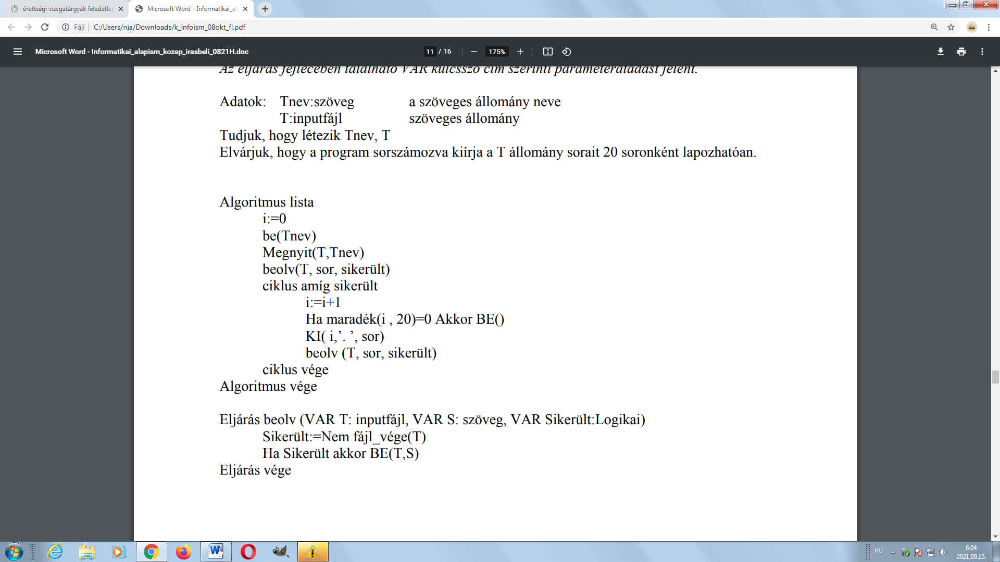 érettségi vizsgatárgyak feladatlap
Microsoft Word - Informatikai_ala
Fájl
C:/Users/nja/Downloads/k_infoism_08okt_fl.pdf
Microsoft Word - Informatikai_alapism_kozep_irasbeli_0821H.doc
11 / 16
175%
Az eljárás fejlécében található VAR kulcsszó cím szerinti paraméterátadást jelent.
Adatok: Tnev:szöveg a szöveges állomány neve
T:inputfájl szöveges állomány
Tudjuk, hogy létezik Tnev, T
Elvárjuk, hogy a program sorszámozva kiírja a T állomány sorait 20 soronként lapozhatóan.
Algoritmus lista
i:=0
be(Tnev)
Megnyit(T,Tnev)
beolv(T, sor, sikerült)
ciklus amíg sikerült
i:=i+1
Ha maradék(i , 20)=0 Akkor BE()
KI( i,’. ’, sor)
beolv (T, sor, sikerült)
ciklus vége
Algoritmus vége
Eljárás beolv (VAR T: inputfájl, VAR S: szöveg, VAR Sikerült:Logikai)
Sikerült:=Nem fájl_vége(T)
Ha Sikerült akkor BE(T,S)
Eljárás vége
HU
6:04
2021.09.15.